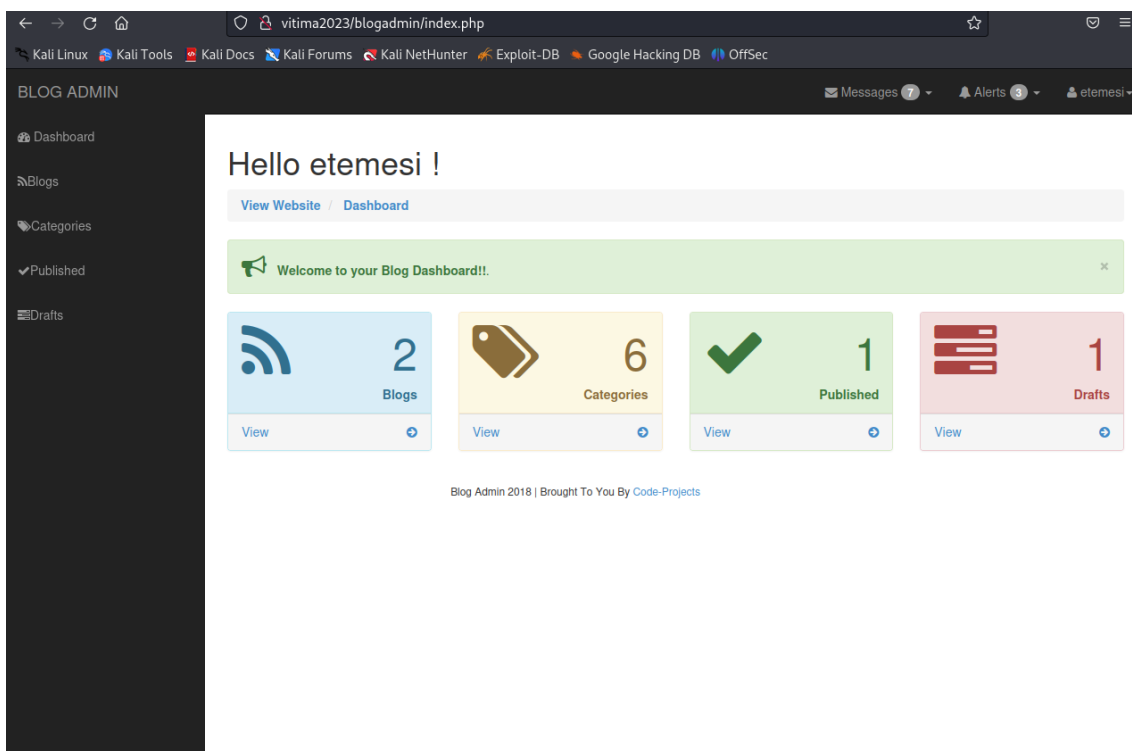 vitima2023/blogadmin/index.php
Kali Linux Kali Tools Kali Docs Kali Forums Kali NetHunter Exploit-DB Google Hacking DB OffSec
BLOG ADMIN Messages 7 Alerts 3 etemesi
Dashboard
Blogs
Categories
Published
Drafts
Hello etemesi !
View Website / Dashboard
Welcome to your Blog Dashboard!!. ×
2
Blogs
View
6
Categories
View
1
Published
View
1
Drafts
View
Blog Admin 2018 | Brought To You By Code-Projects